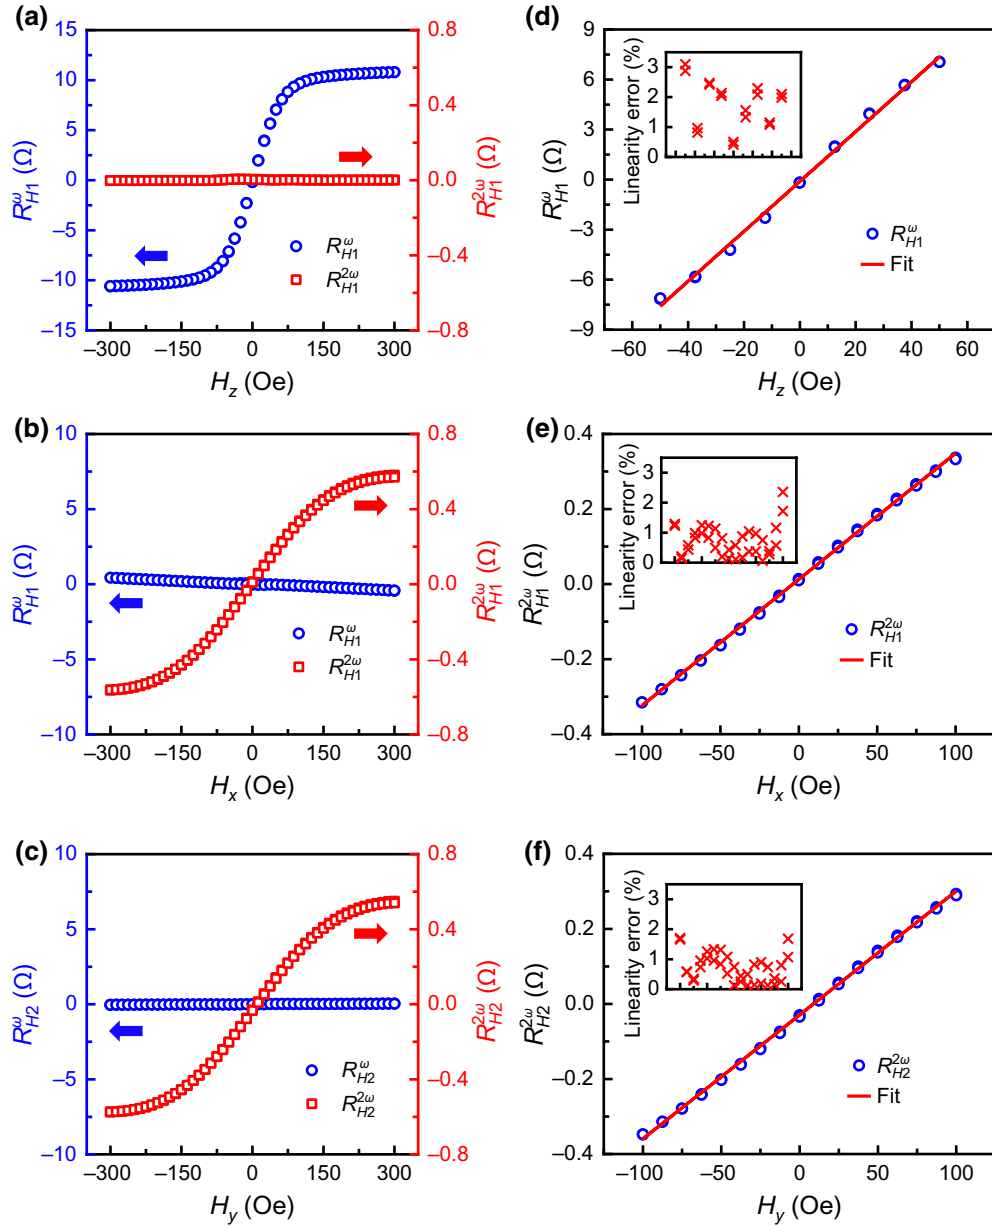 (a)
15
10
5
0
−5
−10
−15
0.8
0.4
0.0
−0.4
−0.8
−300 −150 0 150 300
R^ω_H1 (Ω)
R^2ω_H1 (Ω)
R^ω_H1
R^2ω_H1
H_z (Oe)
(d)
9
6
3
0
−3
−6
−9
−60 −40 −20 0 20 40 60
R^ω_H1 (Ω)
Linearity error (%)
3
2
1
0
R^ω_H1
Fit
H_z (Oe)
(b)
10
5
0
−5
−10
0.8
0.4
0.0
−0.4
−0.8
−300 −150 0 150 300
R^ω_H1 (Ω)
R^2ω_H1 (Ω)
R^ω_H1
R^2ω_H1
H_x (Oe)
(e)
0.4
0.2
0.0
−0.2
−0.4
−100 −50 0 50 100
R^2ω_H1 (Ω)
Linearity error (%)
3
2
1
0
R^2ω_H1
Fit
H_x (Oe)
(c)
10
5
0
−5
−10
0.8
0.4
0.0
−0.4
−0.8
−300 −150 0 150 300
R^ω_H2 (Ω)
R^2ω_H2 (Ω)
R^ω_H2
R^2ω_H2
H_y (Oe)
(f)
0.4
0.2
0.0
−0.2
−0.4
−100 −50 0 50 100
R^2ω_H2 (Ω)
Linearity error (%)
3
2
1
0
R^2ω_H2
Fit
H_y (Oe)